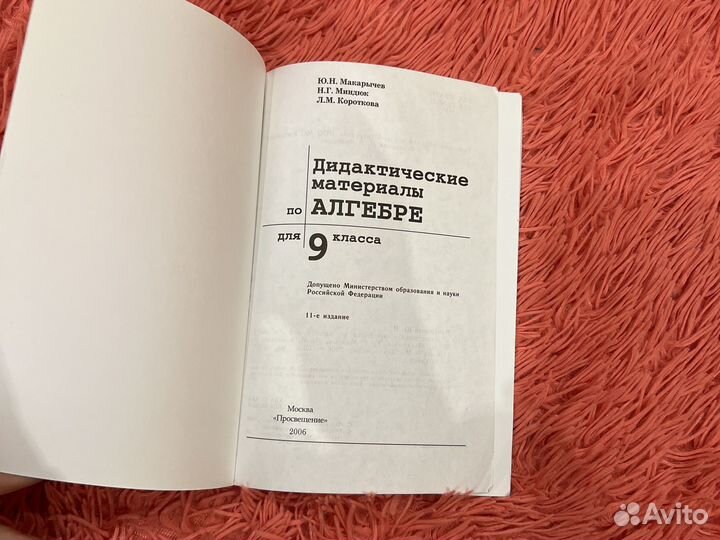 Ю.Н. Макарычев
Н.Г. Миндюк
Л.М. Короткова
Дидактические
материалы
по АЛГЕБРЕ
для 9 класса
Допущено Министерством образования и науки
Российской Федерации
11-е издание
Москва
«Просвещение»
2006
Avito